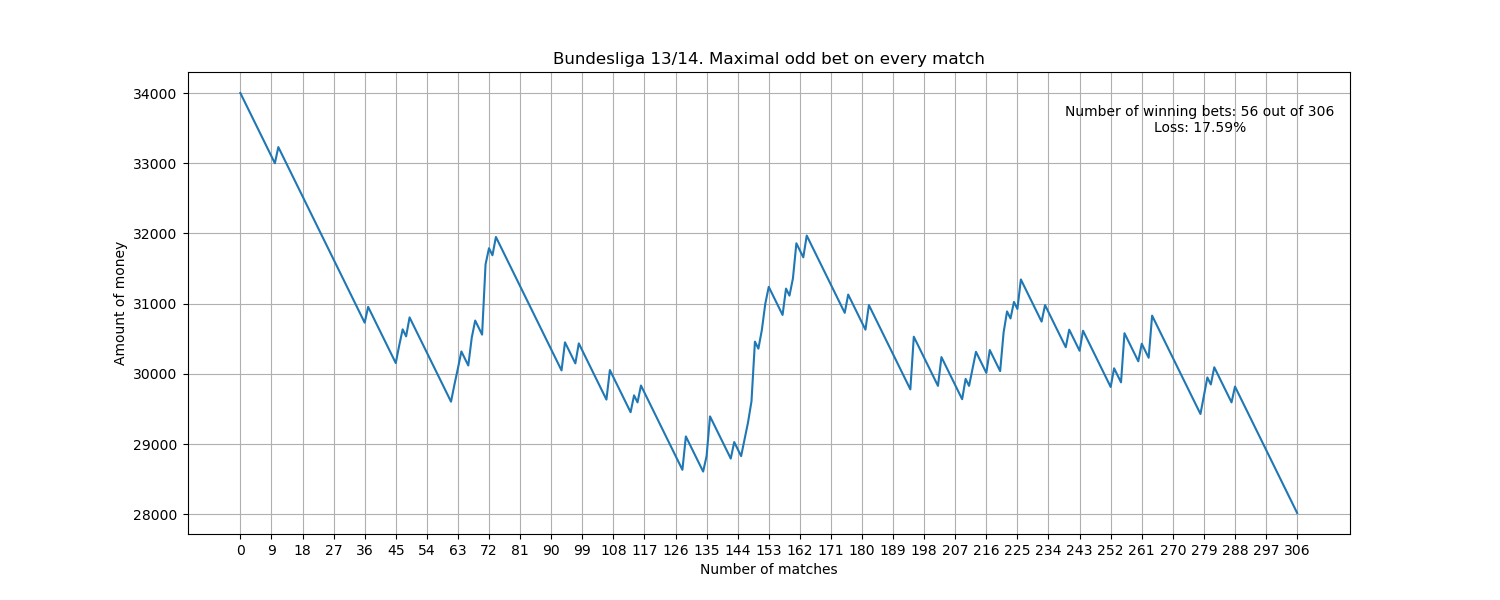 Bundesliga 13/14. Maximal odd bet on every match
Number of winning bets: 56 out of 306
Loss: 17.59%
34000
33000
32000
31000
30000
29000
28000
Amount of money
0 9 18 27 36 45 54 63 72 81 90 99 108 117 126 135 144 153 162 171 180 189 198 207 216 225 234 243 252 261 270 279 288 297 306
Number of matches